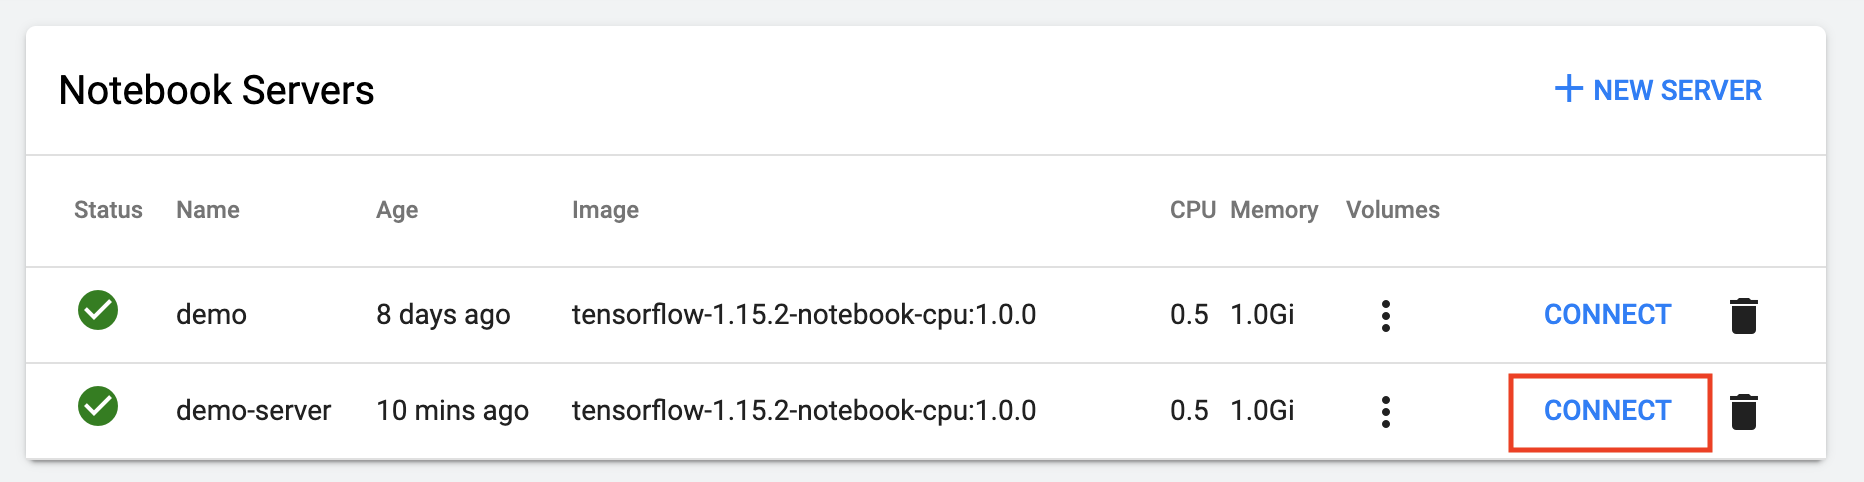 Notebook Servers
+ NEW SERVER
Status Name Age Image CPU Memory Volumes
demo 8 days ago tensorflow-1.15.2-notebook-cpu:1.0.0 0.5 1.0Gi CONNECT
demo-server 10 mins ago tensorflow-1.15.2-notebook-cpu:1.0.0 0.5 1.0Gi CONNECT